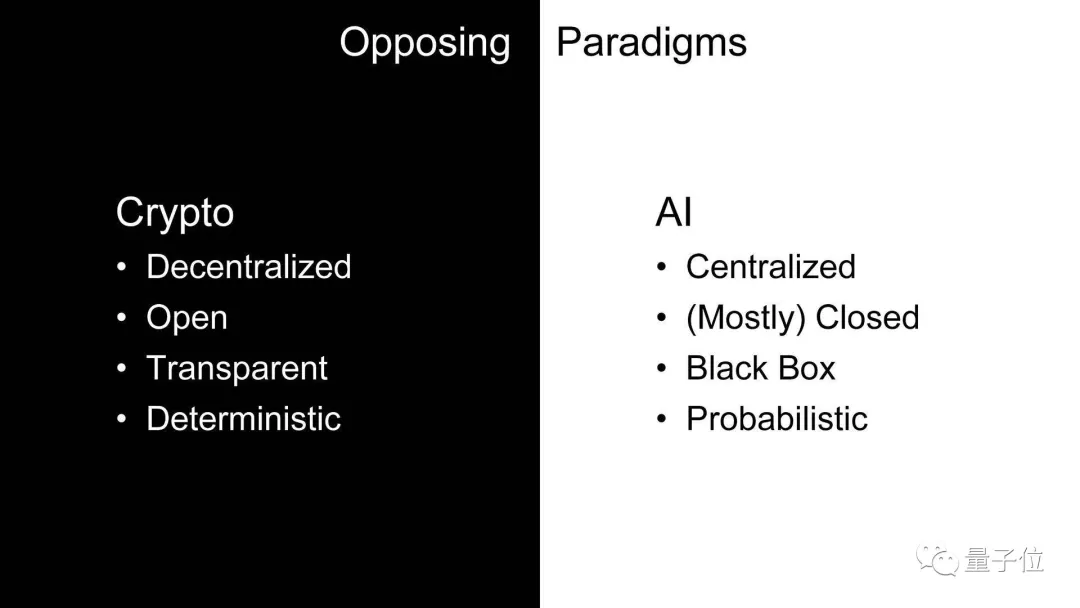 Opposing Paradigms
Crypto
• Decentralized
• Open
• Transparent
• Deterministic
AI
• Centralized
• (Mostly) Closed
• Black Box
• Probabilistic
量子位